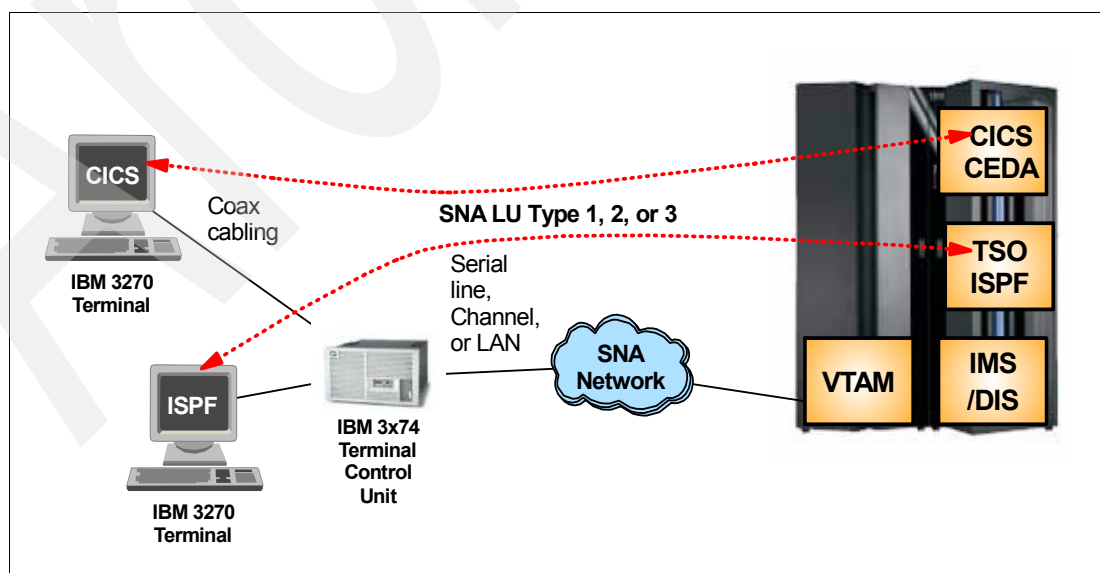 CICS
Coax
cabling
IBM 3270
Terminal
ISPF
IBM 3270
Terminal
IBM 3x74
Terminal
Control
Unit
SNA LU Type 1, 2, or 3
Serial
line,
Channel,
or LAN
SNA
Network
CICS
CEDA
TSO
ISPF
VTAM
IMS
/DIS